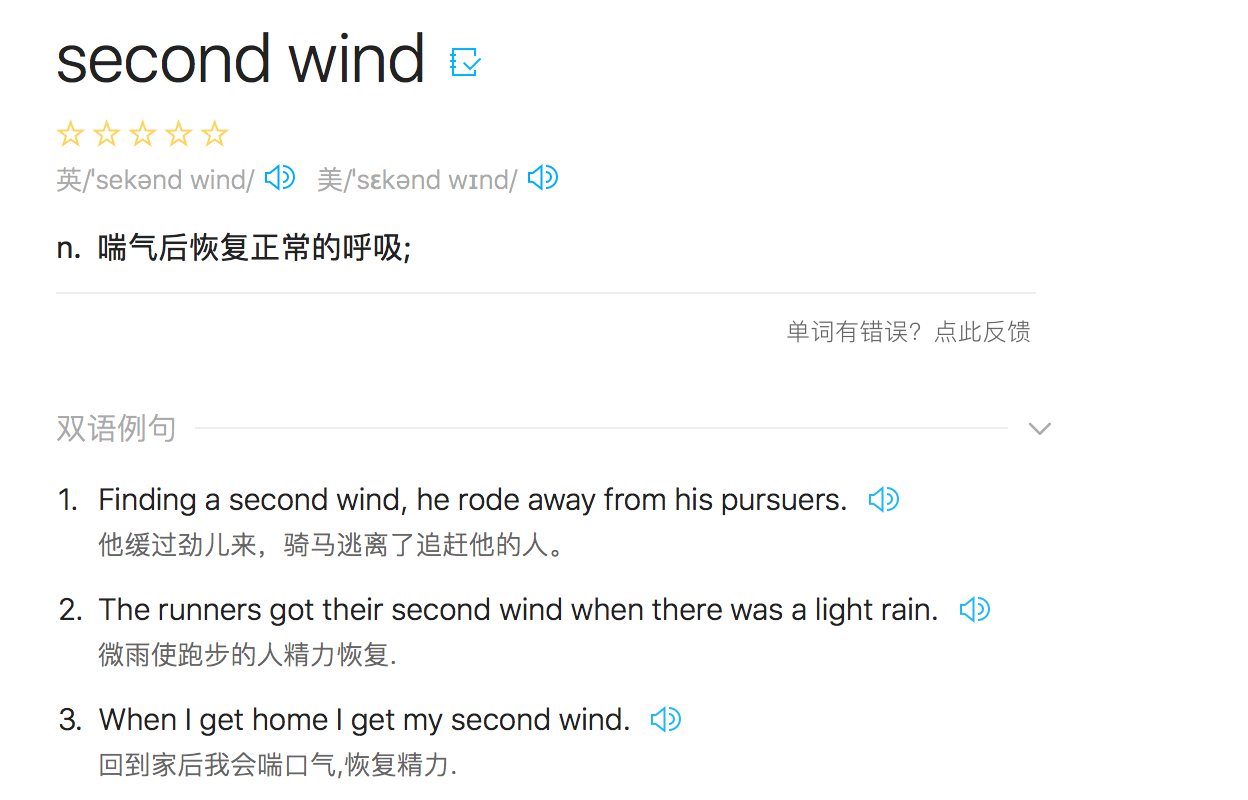 second wind
英/'sekənd wind/ 美/'sɛkənd wɪnd/
n. 喘气后恢复正常的呼吸;
单词有错误？点此反馈
双语例句
1. Finding a second wind, he rode away from his pursuers.
他缓过劲儿来，骑马逃离了追赶他的人。
2. The runners got their second wind when there was a light rain.
微雨使跑步的人精力恢复.
3. When I get home I get my second wind.
回到家后我会喘口气,恢复精力.